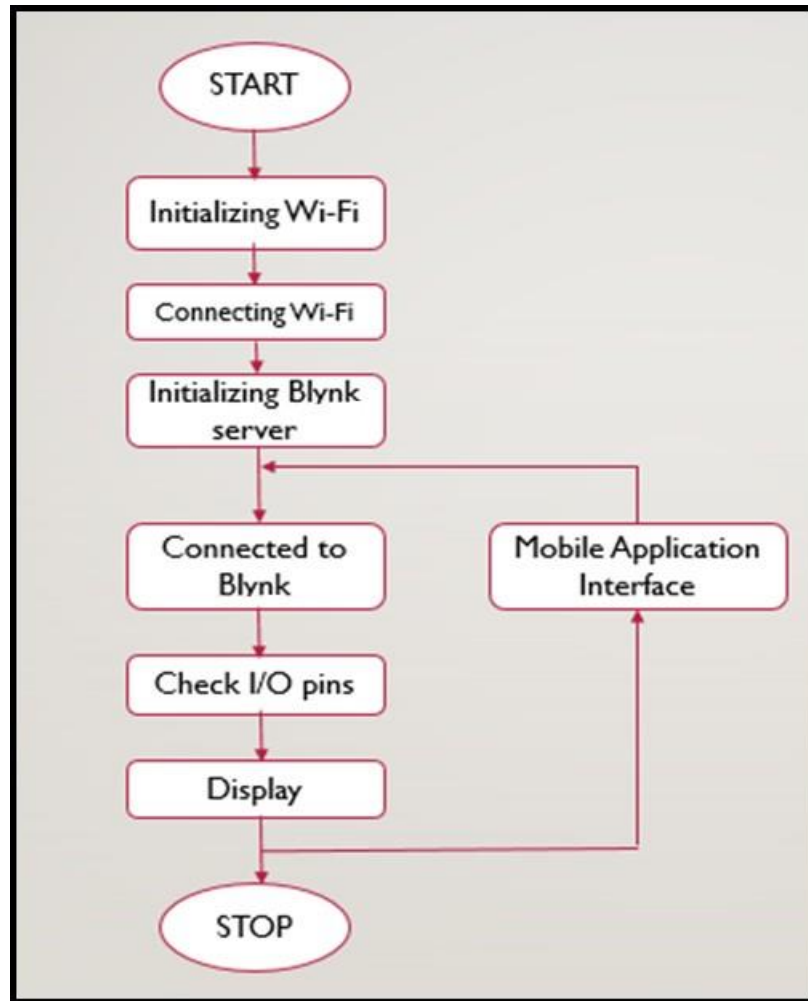 START
Initializing Wi-Fi
Connecting Wi-Fi
Initializing Blynk
server
Connected to
Blynk
Mobile Application
Interface
Check I/O pins
Display
STOP